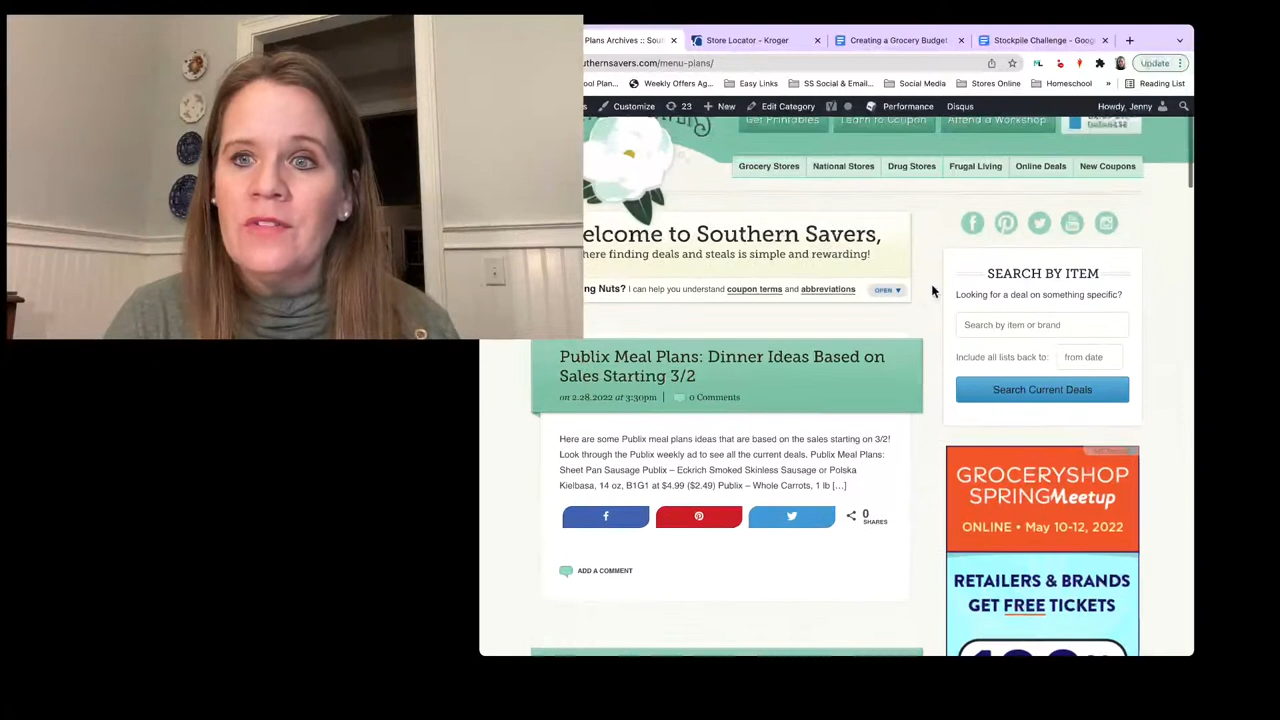 Plans Archives :: Sou
Store Locator - Kroger
Creating a Grocery Budget
Stockpile Challenge - Goog
uthernsavers.com/menu-plans/
Update
ol Plan...
Weekly Offers Ag...
Easy Links
SS Social & Email...
Social Media
Stores Online
Homeschool
»
Reading List
Customize
23
New
Edit Category
Performance
Disqus
Howdy, Jenny
Get Printables
Learn to Coupon
Attend a Workshop
Grocery Stores
National Stores
Drug Stores
Frugal Living
Online Deals
New Coupons
elcome to Southern Savers,
here finding deals and steals is simple and rewarding!
ng Nuts? I can help you understand coupon terms and abbreviations
OPEN
SEARCH BY ITEM
Looking for a deal on something specific?
Search by item or brand
Include all lists back to:
from date
Search Current Deals
Publix Meal Plans: Dinner Ideas Based on
Sales Starting 3/2
on 2.28.2022 at 3:30pm | 0 Comments
Here are some Publix meal plans ideas that are based on the sales starting on 3/2!
Look through the Publix weekly ad to see all the current deals. Publix Meal Plans:
Sheet Pan Sausage Publix – Eckrich Smoked Skinless Sausage or Polska
Kielbasa, 14 oz, B1G1 at $4.99 ($2.49) Publix – Whole Carrots, 1 lb […]
0
SHARES
ADD A COMMENT
GROCERYSHOP
SPRING Meetup
ONLINE • May 10-12, 2022
RETAILERS & BRANDS
GET FREE TICKETS